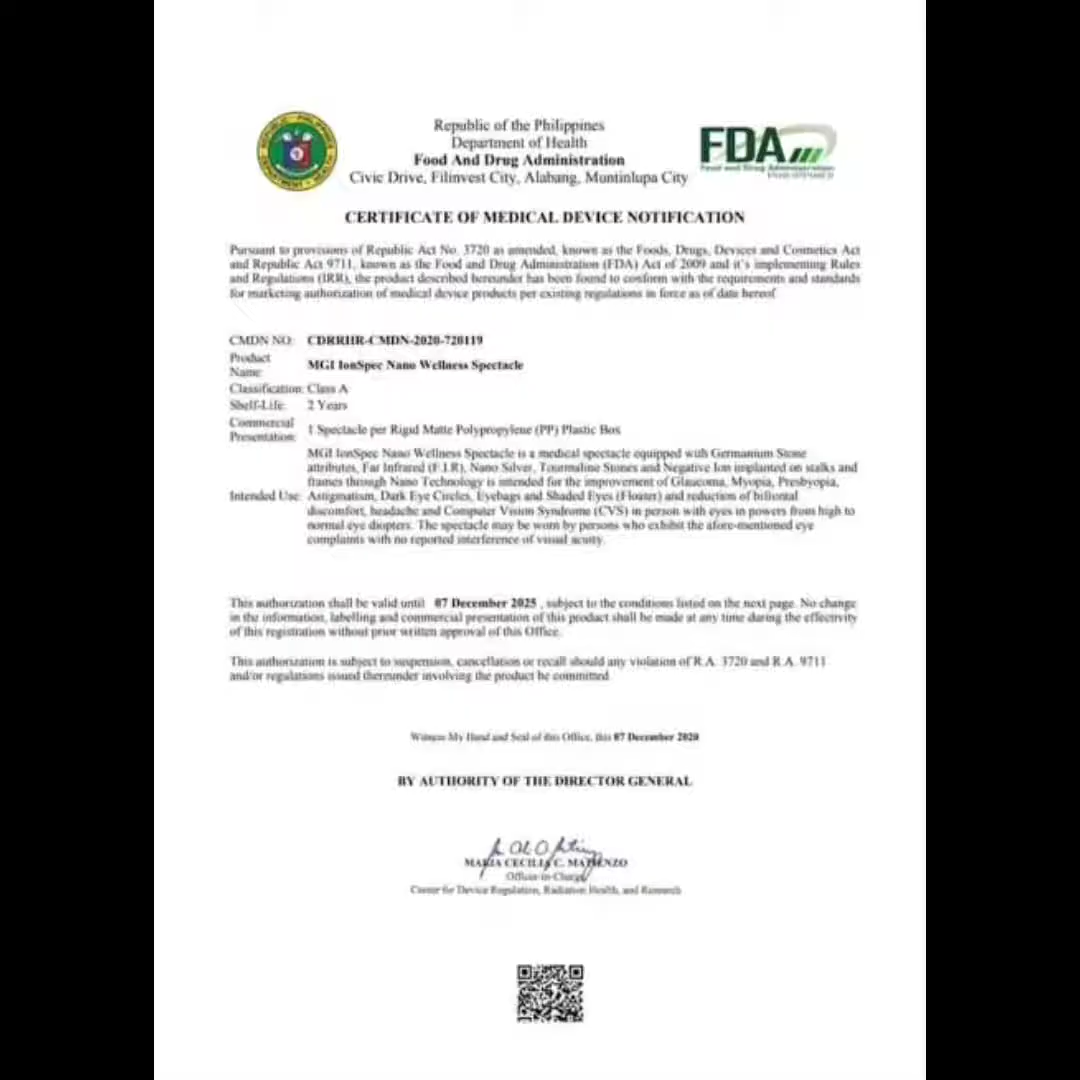 Republic of the Philippines
Department of Health
Food And Drug Administration
Civic Drive, Filinvest City, Alabang, Muntinlupa City
FDA
Food and Drug Administration
CERTIFICATE OF MEDICAL DEVICE NOTIFICATION
Pursuant to provisions of Republic Act No. 3720 as amended, known as the Foods, Drugs, Devices and Cosmetics Act
and Republic Act 9711, known as the Food and Drug Administration (FDA) Act of 2009 and it's implementing Rules
and Regulations (IRR), the product described hereunder has been found to conform with the requirements and standards
for marketing authorization of medical device products per existing regulations in force as of date hereof.
CMDN NO: CDRRHR-CMDN-2020-720119
Product Name: MGI IonSpec Nano Wellness Spectacle
Classification: Class A
Shelf-Life: 2 Years
Commercial Presentation: 1 Spectacle per Rigid Matte Polypropylene (PP) Plastic Box
MGI IonSpec Nano Wellness Spectacle is a medical spectacle equipped with Germanium Stone
attributes, Far Infrared (F.I.R), Nano Silver, Tourmaline Stones and Negative Ion implanted on stalks and
frames through Nano Technology is intended for the improvement of Glaucoma, Myopia, Presbyopia,
Intended Use: Astigmatism, Dark Eye Circles, Eyebags and Shaded Eyes (Floater) and reduction of
discomfort, headache and Computer Vision Syndrome (CVS) in person with eyes in powers from high to
normal eye diopters. The spectacle may be worn by persons who exhibit the afore-mentioned eye
complaints with no reported interference of visual acuity.
This authorization shall be valid until 07 December 2025 , subject to the conditions listed on the next page. No change
in the information, labelling and commercial presentation of this product shall be made at any time during the effectivity
of this registration without prior written approval of this Office.
This authorization is subject to suspension, cancellation or recall should any violation of R.A. 3720 and R.A. 9711
and/or regulations issued thereunder involving the product be committed.
Witness My Hand and Seal of this Office, this 07 December 2020
BY AUTHORITY OF THE DIRECTOR GENERAL
MARIA CECILIA C. MATIENZO
Officer-in-Charge
Center for Device Regulation, Radiation Health, and Research